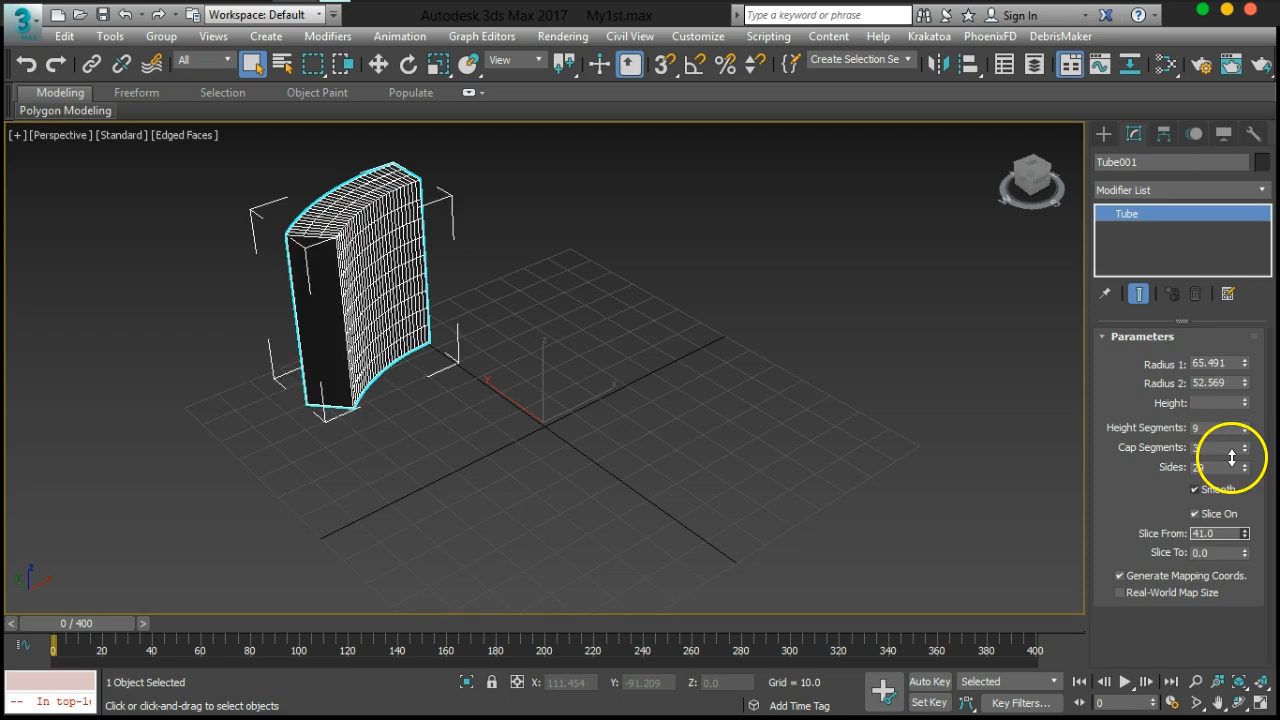 3
MAX
Workspace: Default
Autodesk 3ds Max 2017 My1st.max
Type a keyword or phrase
Sign In
Edit Tools Group Views Create Modifiers Animation Graph Editors Rendering Civil View Customize Scripting Content Help Krakatoa PhoenixFD DebrisMaker
All
View
Create Selection Se
Modeling Freeform Selection Object Paint Populate
Polygon Modeling
[+] [Perspective] [Standard] [Edged Faces]
Tube001
Modifier List
Tube
Parameters
Radius 1: 65.491
Radius 2: 52.569
Height:
Height Segments: 9
Cap Segments: 3
Sides:
Smooth
Slice On
Slice From: 41.0
Slice To: 0.0
Generate Mapping Coords.
Real-World Map Size
z
x
z
x
< 0 / 400 >
0 20 40 60 80 100 120 140 160 180 200 220 240 260 280 300 320 340 360 380 400
1 Object Selected
X: 111.454 Y: -91.209 Z: 0.0 Grid = 10.0
Auto Key Selected
-- In top-le
Click or click-and-drag to select objects
Add Time Tag
Set Key Key Filters... 0